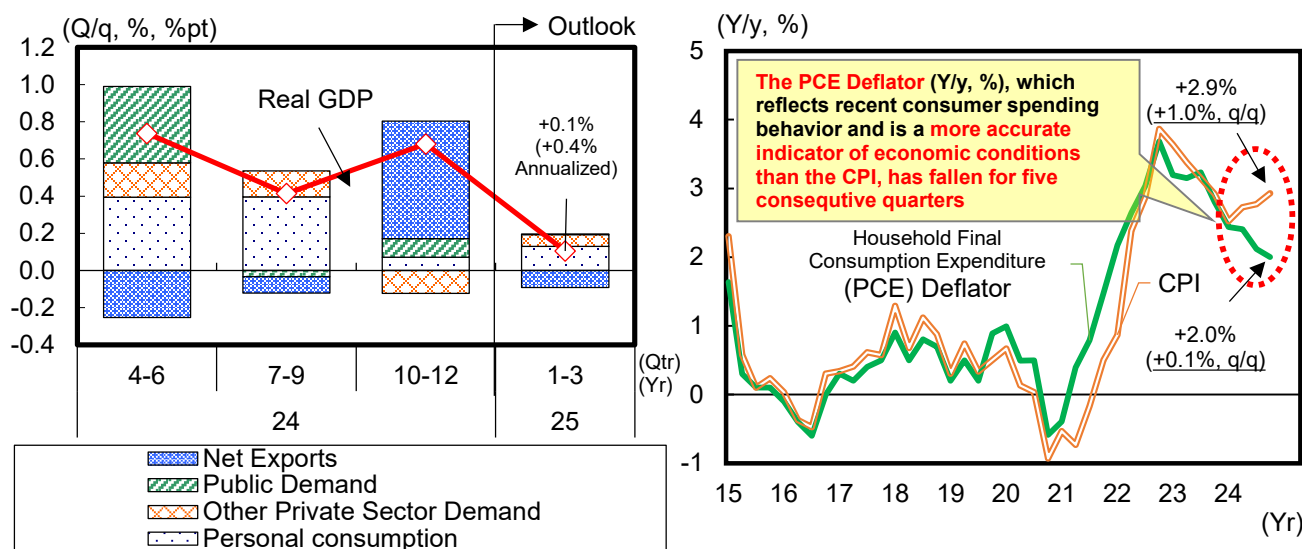 (Q/q, %, %pt)
Outlook
1.2
1.0
0.8
0.6
0.4
0.2
0.0
-0.2
-0.4
Real GDP
+0.1%
(+0.4%
Annualized)
4-6
7-9
10-12
1-3
(Qtr)
(Yr)
24
25
Net Exports
Public Demand
Other Private Sector Demand
Personal consumption
(Y/y, %)
5
4
3
2
1
0
-1
The PCE Deflator (Y/y, %), which
reflects recent consumer spending
behavior and is a more accurate
indicator of economic conditions
than the CPI, has fallen for five
consequtive quarters
+2.9%
(+1.0%, q/q)
Household Final
Consumption Expenditure
(PCE) Deflator
CPI
+2.0%
(+0.1%, q/q)
15
16
17
18
19
20
21
22
23
24
(Yr)